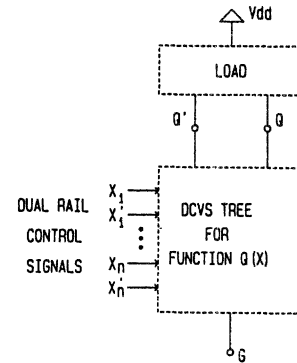 Vdd
LOAD
Q' Q
DUAL RAIL
CONTROL
SIGNALS
X1
X1'
Xn
Xn'
DCVS TREE
FOR
FUNCTION Q(X)
G